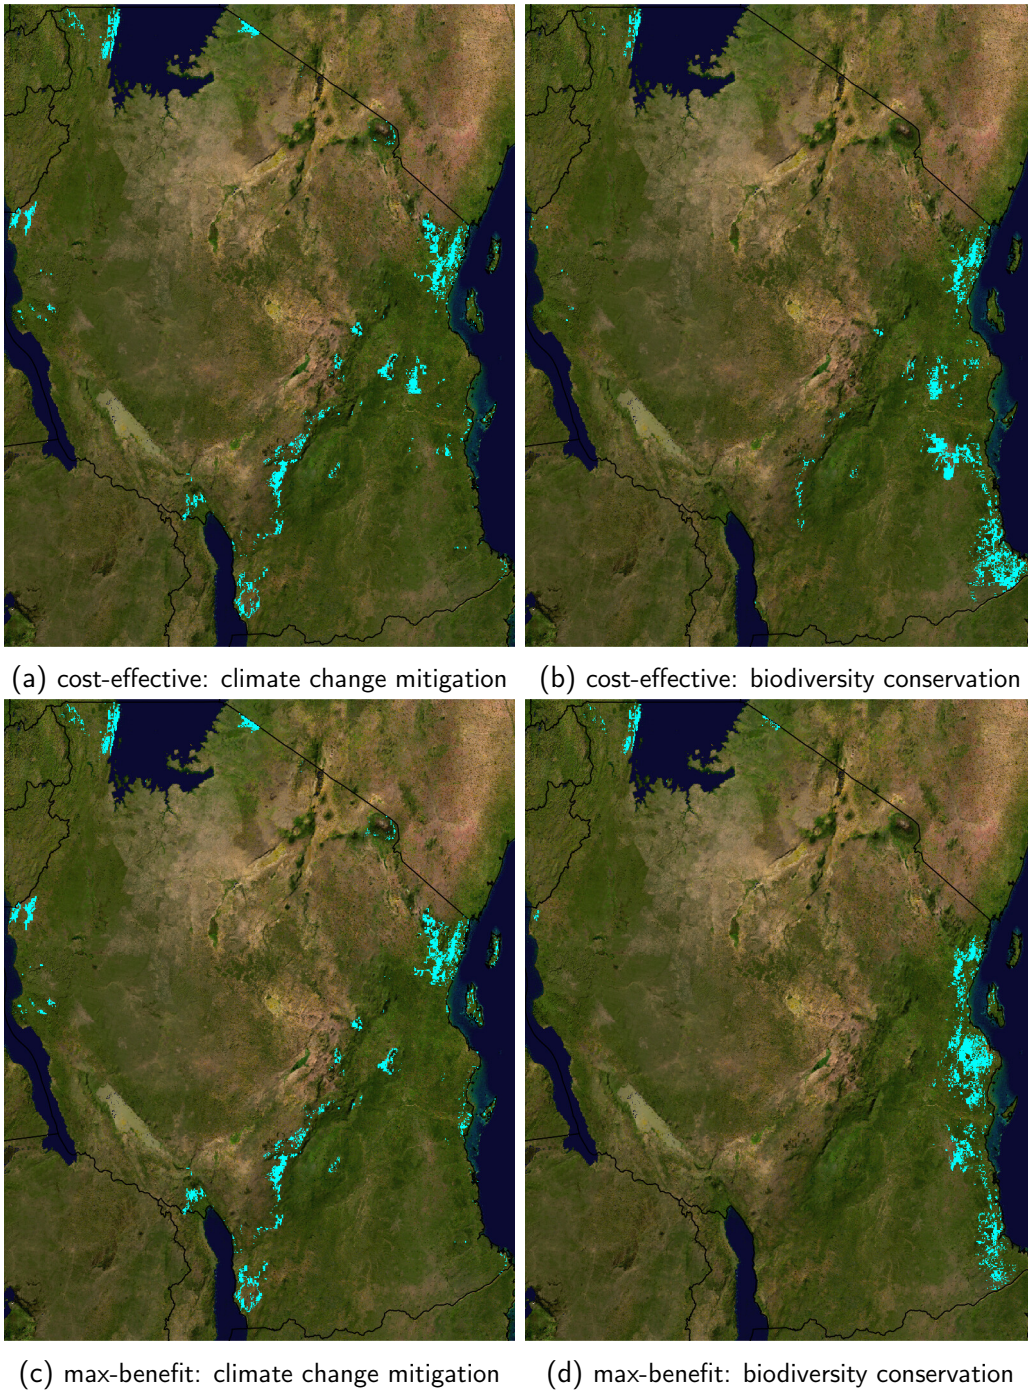 (a) cost-effective: climate change mitigation
(b) cost-effective: biodiversity conservation
(c) max-benefit: climate change mitigation
(d) max-benefit: biodiversity conservation